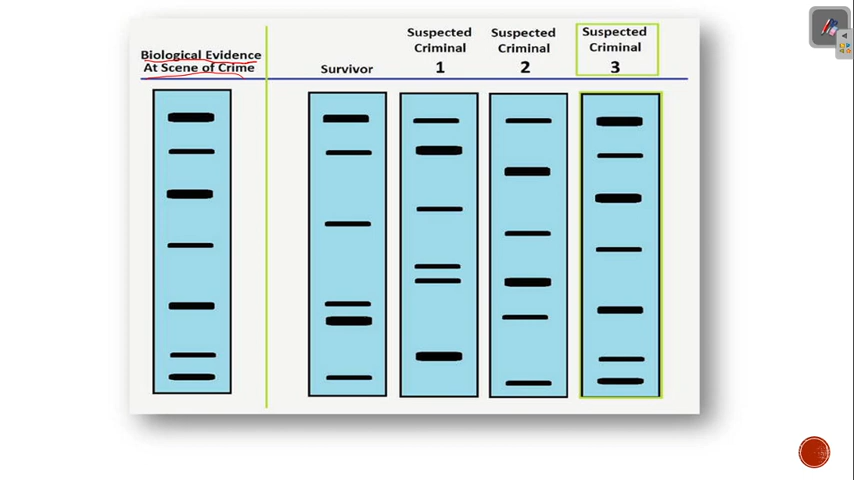 Biological Evidence
At Scene of Crime
Survivor
Suspected
Criminal
1
Suspected
Criminal
2
Suspected
Criminal
3